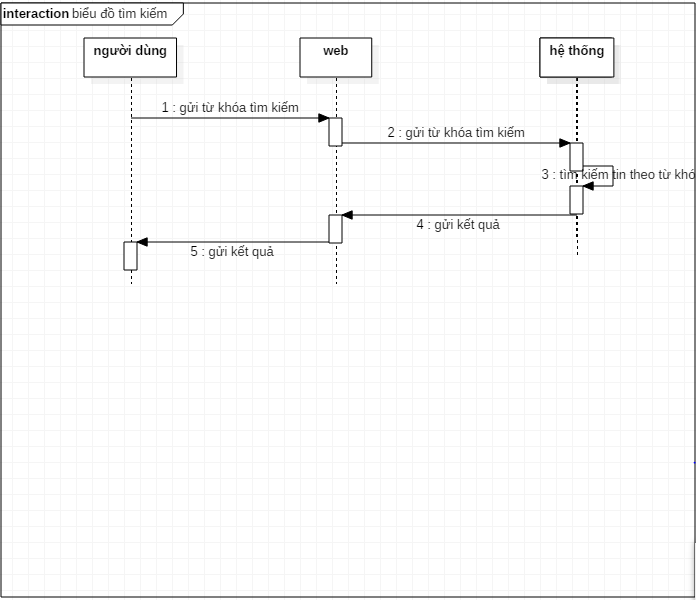 interaction biểu đồ tìm kiếm
người dùng
web
hệ thống
1 : gửi từ khóa tìm kiếm
2 : gửi từ khóa tìm kiếm
3 : tìm kiếm tin theo từ khó
4 : gửi kết quả
5 : gửi kết quả